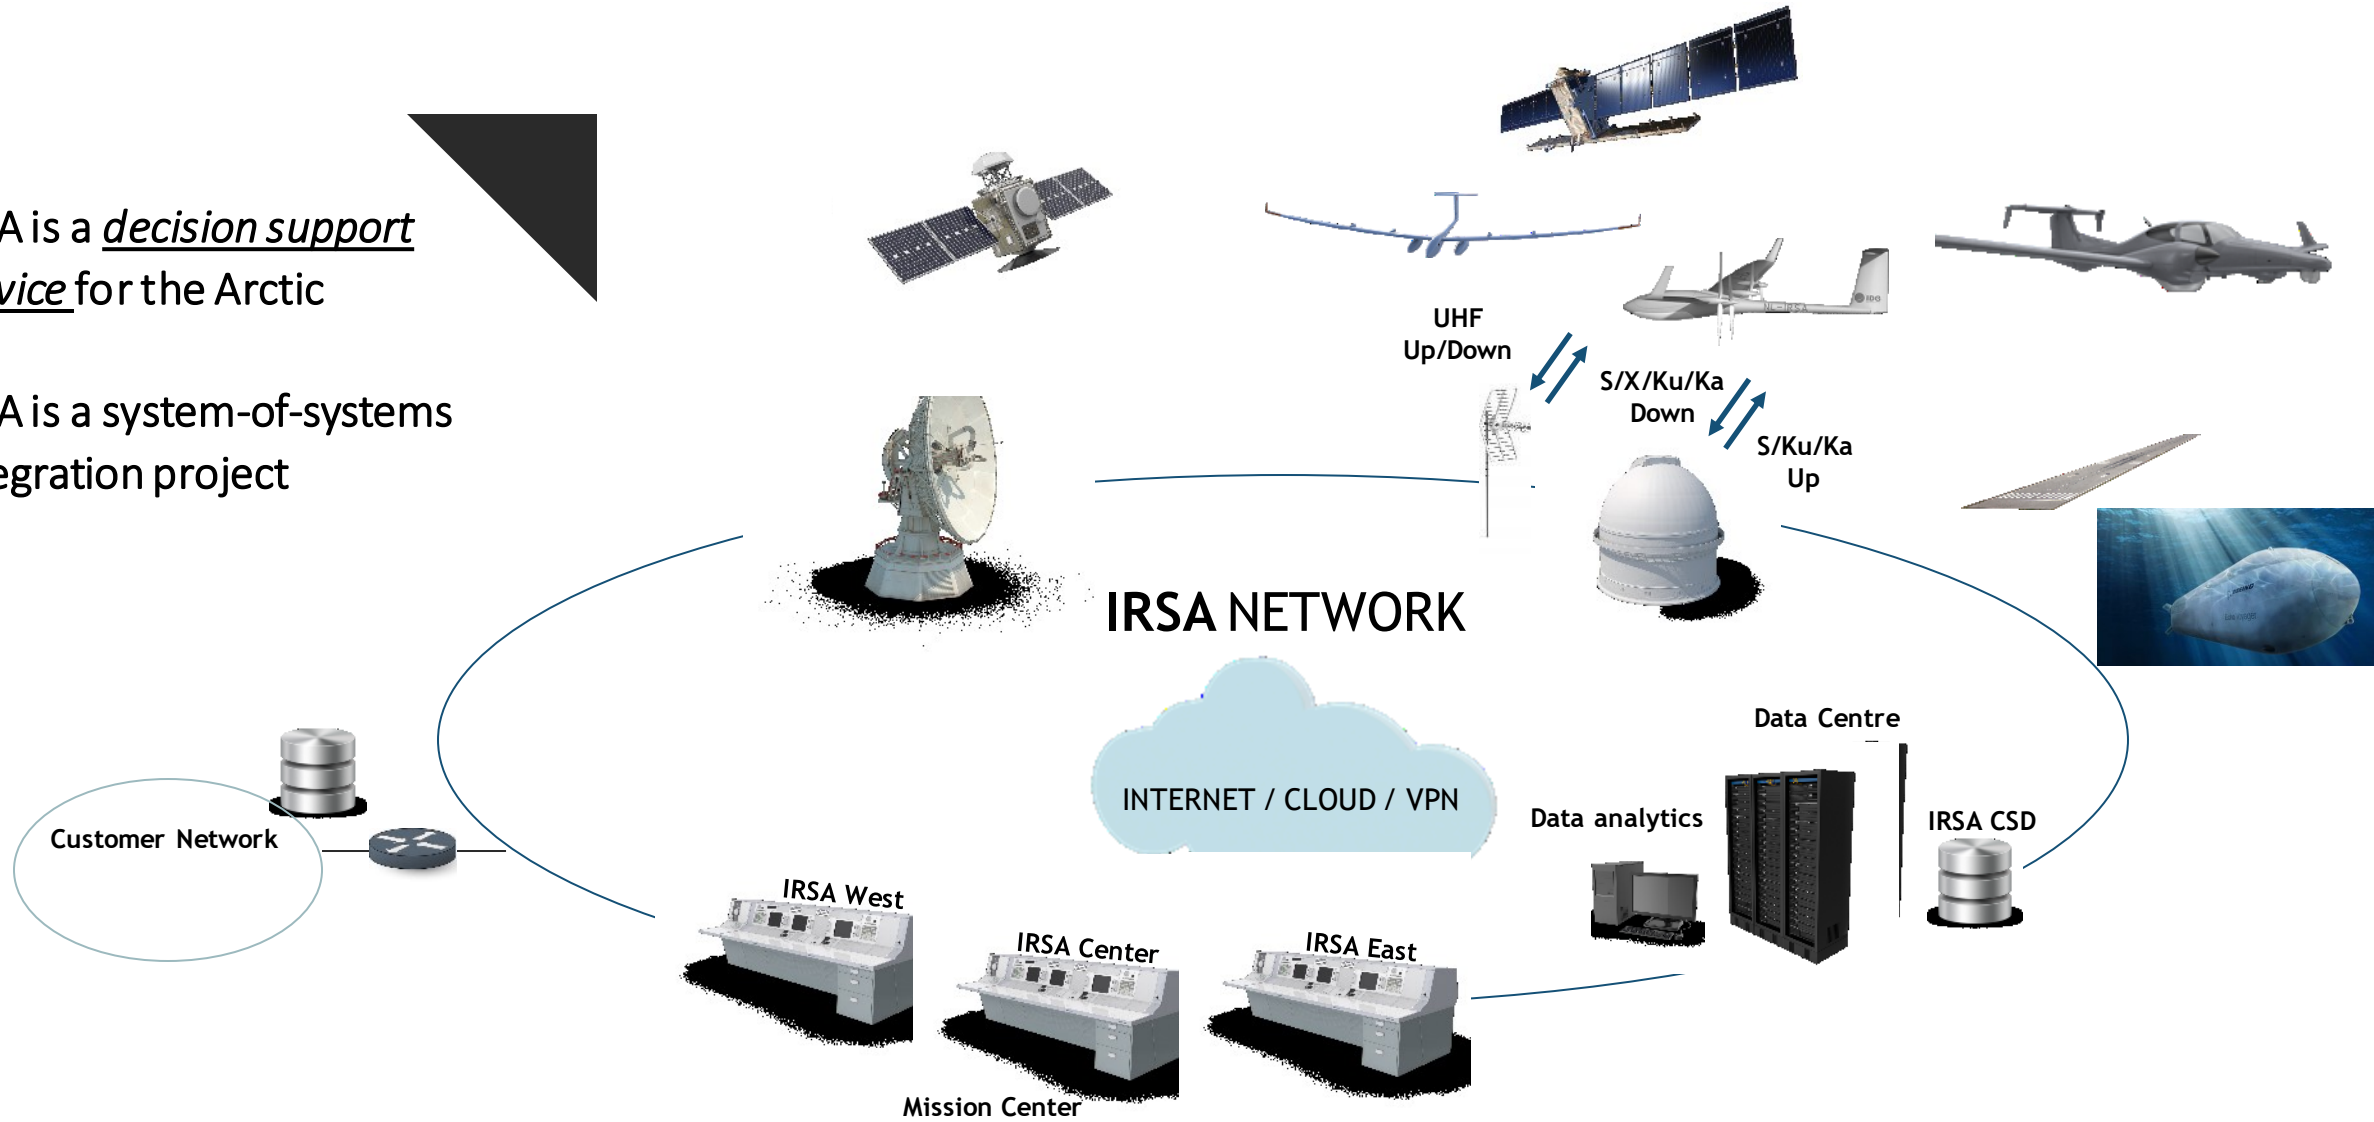 A is a decision support
vice for the Arctic
A is a system-of-systems
egration project
UHF
Up/Down
S/X/Ku/Ka
Down
S/Ku/Ka
Up
NL-IRSA
IRSA NETWORK
INTERNET / CLOUD / VPN
Data Centre
Data analytics
IRSA CSD
Customer Network
IRSA West
IRSA Center
IRSA East
Mission Center